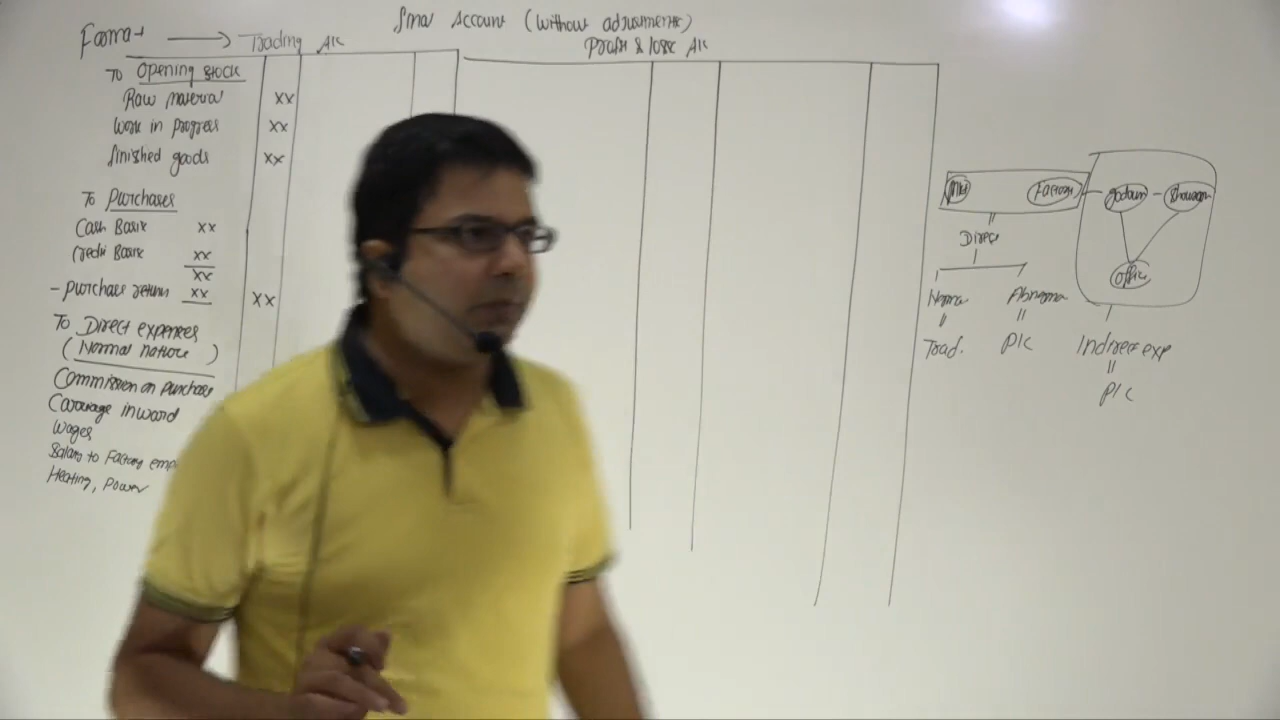 Final Account (Without adjustments)
Format → Trading A/c
Profit & loss A/c
To Opening stock
Raw material xx
Work in progress xx
finished goods xx
To Purchases
Cash Basis xx
Credit Basis xx
xx
- purchase return xx xx
To Direct expenses
(Normal nature)
Commission on purchase
Carriage inward
Wages
Salary to Factory emp
Heating, Power
Mkt Factory godown Showroom
Direct
Office
Normal Abnormal
Trad. P/L Indirect exp
P/L